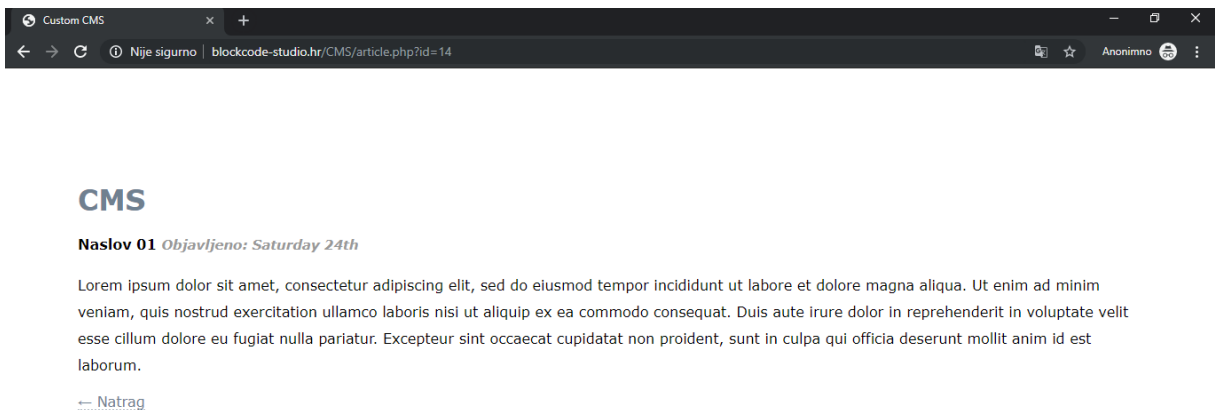 Custom CMS
Nije sigurno | blockcode-studio.hr/CMS/article.php?id=14
Anonimno
CMS
Naslov 01 Objavljeno: Saturday 24th
Lorem ipsum dolor sit amet, consectetur adipiscing elit, sed do eiusmod tempor incididunt ut labore et dolore magna aliqua. Ut enim ad minim
veniam, quis nostrud exercitation ullamco laboris nisi ut aliquip ex ea commodo consequat. Duis aute irure dolor in reprehenderit in voluptate velit
esse cillum dolore eu fugiat nulla pariatur. Excepteur sint occaecat cupidatat non proident, sunt in culpa qui officia deserunt mollit anim id est
laborum.
← Natrag